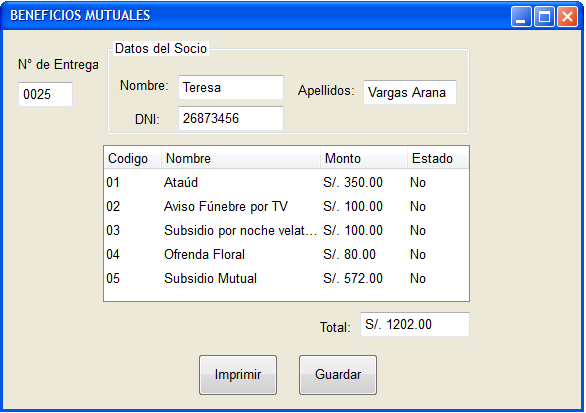 BENEFICIOS MUTUALES
N° de Entrega
0025
Datos del Socio
Nombre: Teresa
Apellidos: Vargas Arana
DNI: 26873456
Codigo Nombre Monto Estado
01 Ataúd S/. 350.00 No
02 Aviso Fúnebre por TV S/. 100.00 No
03 Subsidio por noche velat... S/. 100.00 No
04 Ofrenda Floral S/. 80.00 No
05 Subsidio Mutual S/. 572.00 No
Total: S/. 1202.00
Imprimir Guardar